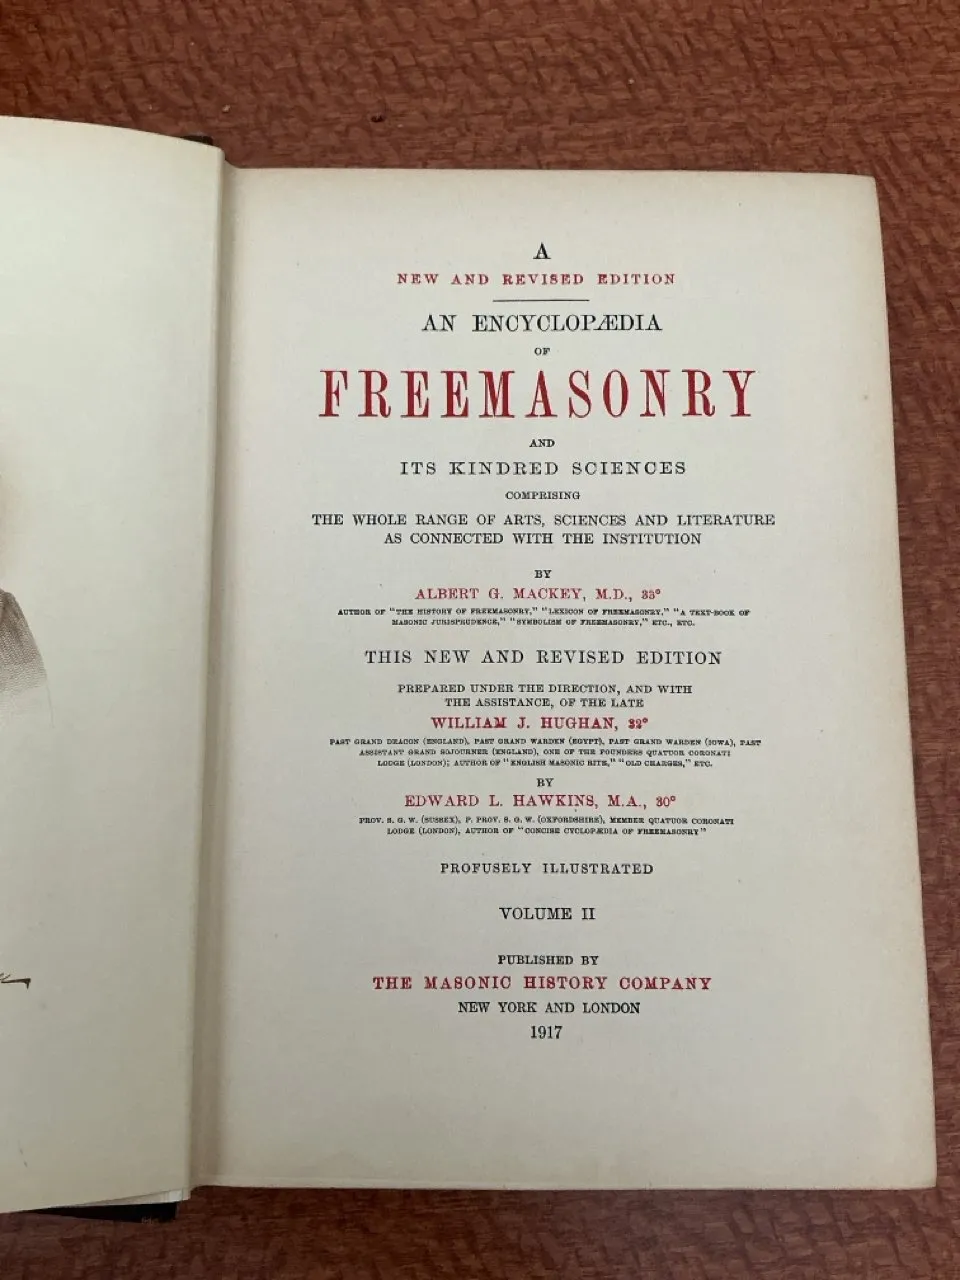 A
NEW AND REVISED EDITION
AN ENCYCLOPÆDIA
OF
FREEMASONRY
AND
ITS KINDRED SCIENCES
COMPRISING
THE WHOLE RANGE OF ARTS, SCIENCES AND LITERATURE
AS CONNECTED WITH THE INSTITUTION
BY
ALBERT G. MACKEY, M.D., 33°
AUTHOR OF "THE HISTORY OF FREEMASONRY," "LEXICON OF FREEMASONRY," "A TEXT-BOOK OF
MASONIC JURISPRUDENCE," "SYMBOLISM OF FREEMASONRY," ETC., ETC.
THIS NEW AND REVISED EDITION
PREPARED UNDER THE DIRECTION, AND WITH
THE ASSISTANCE, OF THE LATE
WILLIAM J. HUGHAN, 32°
PAST GRAND DEACON (ENGLAND), PAST GRAND WARDEN (EGYPT), PAST GRAND WARDEN (IOWA), PAST
ASSISTANT GRAND SOJOURNER (ENGLAND), ONE OF THE FOUNDERS QUATUOR CORONATI
LODGE (LONDON); AUTHOR OF "ENGLISH MASONIC RITE," "OLD CHARGES," ETC.
BY
EDWARD L. HAWKINS, M.A., 30°
PROV. S. G. W. (SUSSEX), P. PROV. S. G. W. (OXFORDSHIRE), MEMBER QUATUOR CORONATI
LODGE (LONDON), AUTHOR OF "CONCISE CYCLOPÆDIA OF FREEMASONRY"
PROFUSELY ILLUSTRATED
VOLUME II
PUBLISHED BY
THE MASONIC HISTORY COMPANY
NEW YORK AND LONDON
1917